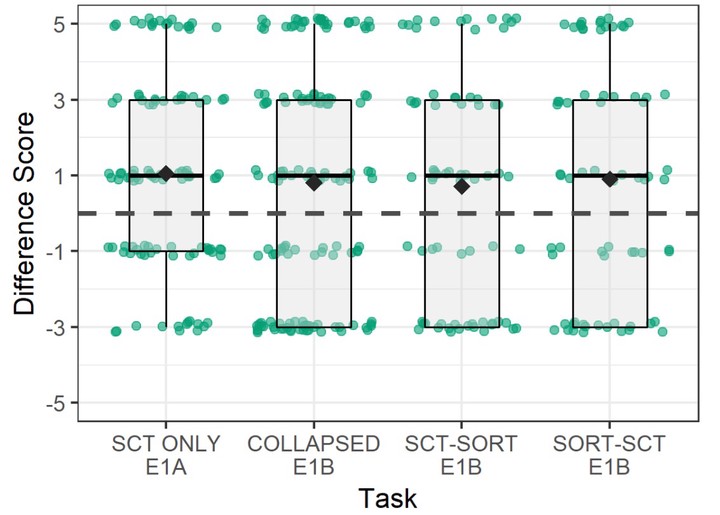 5
3
1
-1
-3
-5
Difference Score
SCT ONLY COLLAPSED SCT-SORT SORT-SCT
E1A E1B E1B E1B
Task